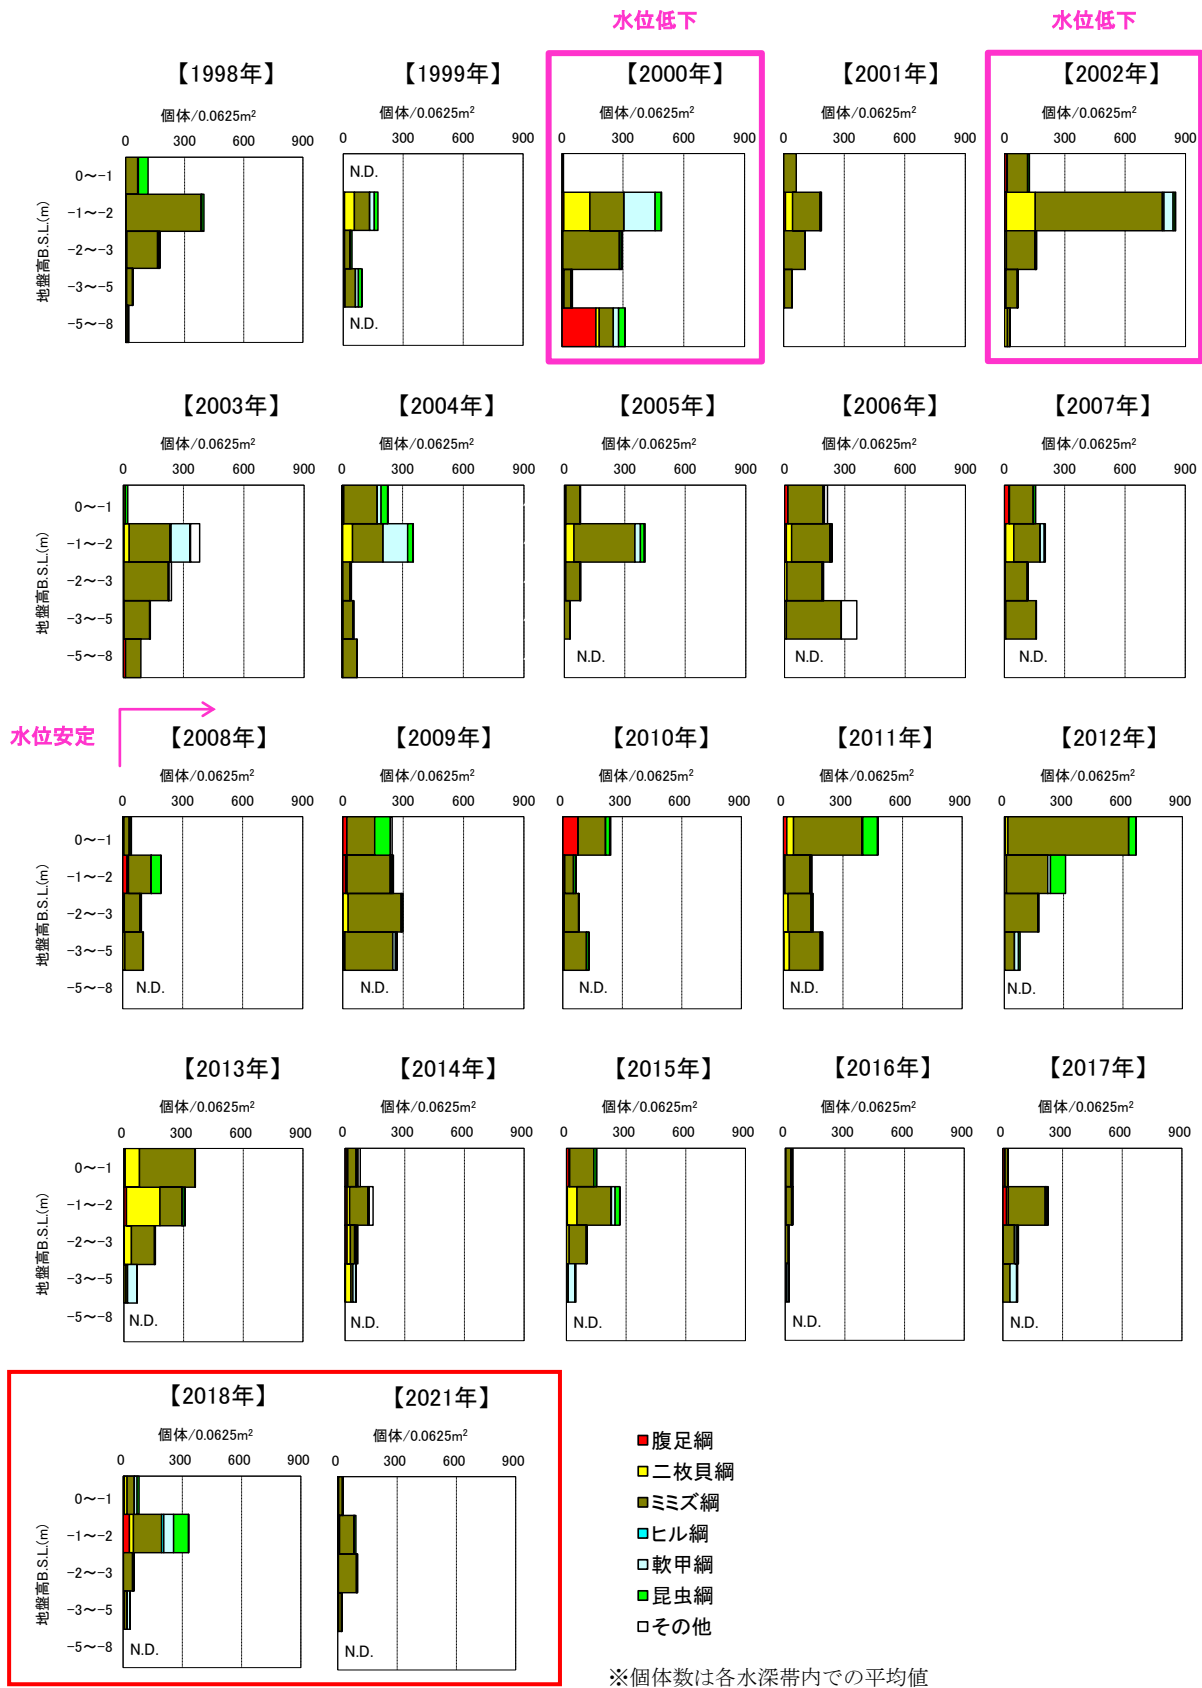 水位低下 水位低下
【1998年】 【1999年】 【2000年】 【2001年】 【2002年】
個体/0.0625m² 個体/0.0625m² 個体/0.0625m² 個体/0.0625m² 個体/0.0625m²
0 300 600 900 0 300 600 900 0 300 600 900 0 300 600 900 0 300 600 900
地盤高B.S.L.(m)
0～-1 N.D.
-1～-2
-2～-3
-3～-5
-5～-8 N.D.
【2003年】 【2004年】 【2005年】 【2006年】 【2007年】
個体/0.0625m² 個体/0.0625m² 個体/0.0625m² 個体/0.0625m² 個体/0.0625m²
0 300 600 900 0 300 600 900 0 300 600 900 0 300 600 900 0 300 600 900
地盤高B.S.L.(m)
0～-1
-1～-2
-2～-3
-3～-5
-5～-8 N.D. N.D. N.D.
水位安定
【2008年】 【2009年】 【2010年】 【2011年】 【2012年】
個体/0.0625m² 個体/0.0625m² 個体/0.0625m² 個体/0.0625m² 個体/0.0625m²
0 300 600 900 0 300 600 900 0 300 600 900 0 300 600 900 0 300 600 900
地盤高B.S.L.(m)
0～-1
-1～-2
-2～-3
-3～-5
-5～-8 N.D. N.D. N.D. N.D. N.D.
【2013年】 【2014年】 【2015年】 【2016年】 【2017年】
個体/0.0625m² 個体/0.0625m² 個体/0.0625m² 個体/0.0625m² 個体/0.0625m²
0 300 600 900 0 300 600 900 0 300 600 900 0 300 600 900 0 300 600 900
地盤高B.S.L.(m)
0～-1
-1～-2
-2～-3
-3～-5
-5～-8 N.D. N.D. N.D. N.D. N.D.
【2018年】 【2021年】
個体/0.0625m² 個体/0.0625m²
0 300 600 900 0 300 600 900
地盤高B.S.L.(m)
0～-1
-1～-2
-2～-3
-3～-5
-5～-8 N.D. N.D.
腹足綱
二枚貝綱
ミミズ綱
ヒル綱
軟甲綱
昆虫綱
その他
※個体数は各水深帯内での平均値